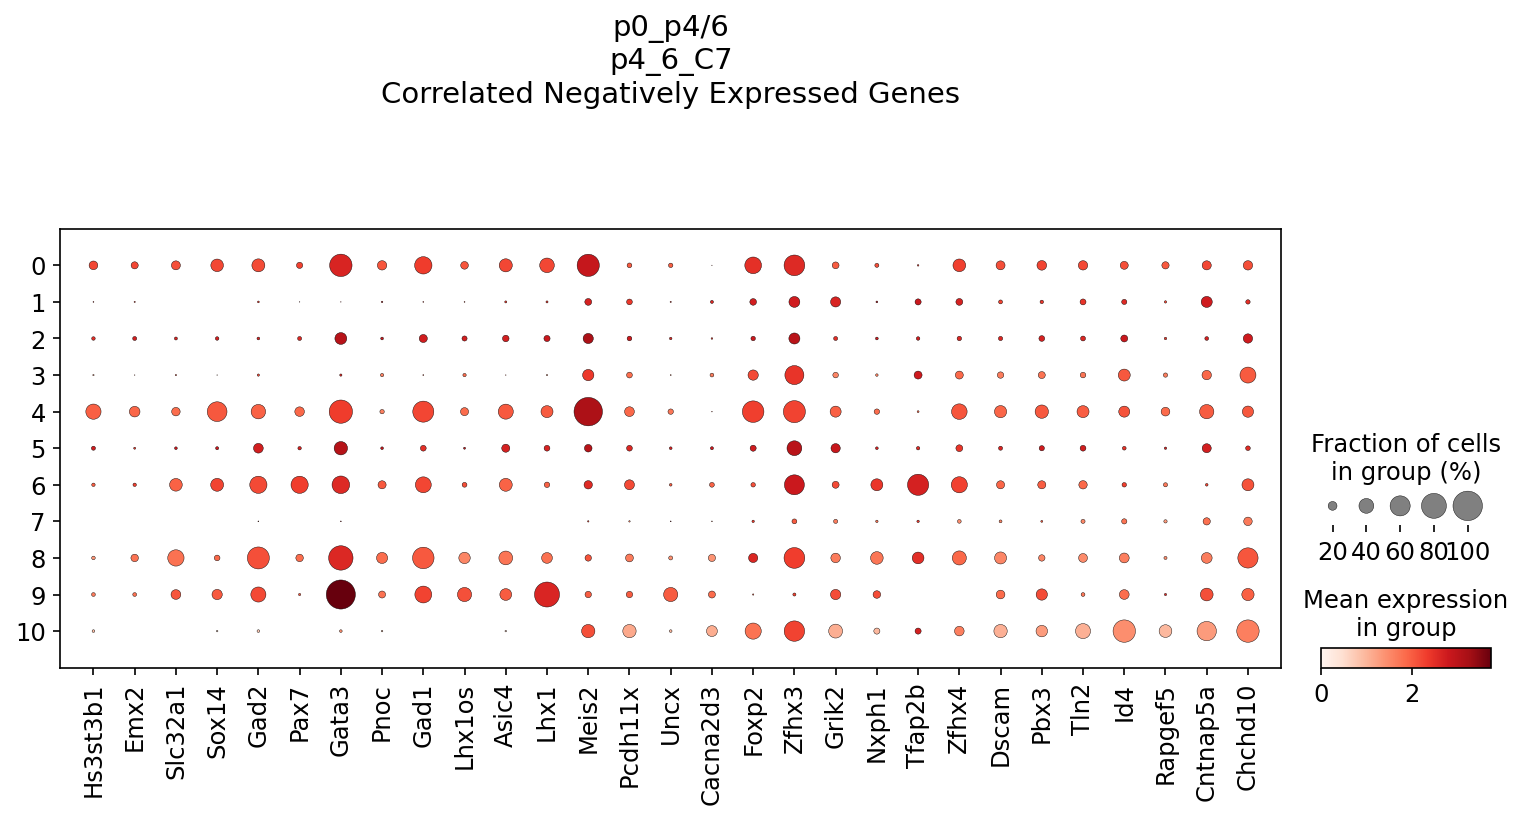 p0_p4/6
p4_6_C7
Correlated Negatively Expressed Genes
0
1
2
3
4
5
6
7
8
9
10
Hs3st3b1
Emx2
Slc32a1
Sox14
Gad2
Pax7
Gata3
Pnoc
Gad1
Lhx1os
Asic4
Lhx1
Meis2
Pcdh11x
Uncx
Cacna2d3
Foxp2
Zfhx3
Grik2
Nxph1
Tfap2b
Zfhx4
Dscam
Pbx3
Tln2
Id4
Rapgef5
Cntnap5a
Chchd10
Fraction of cells
in group (%)
20 40 60 80 100
Mean expression
in group
0 2